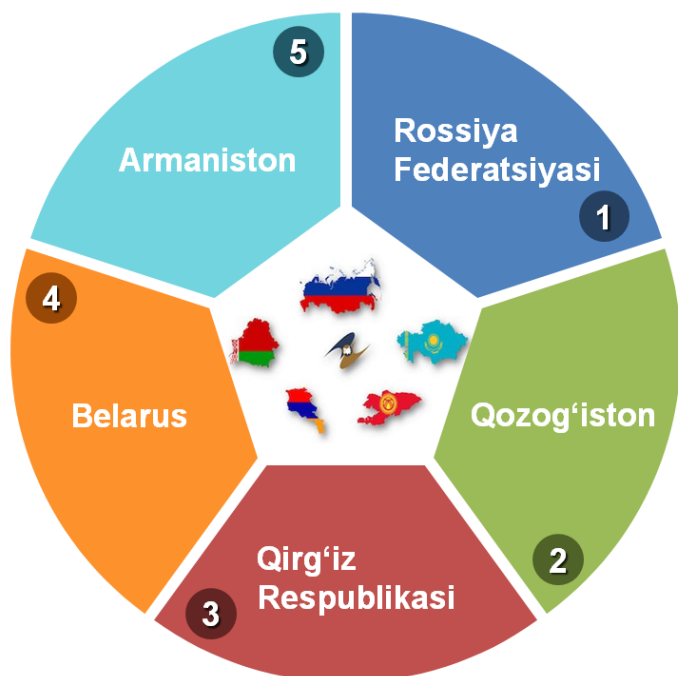 Rossiya
Federatsiyasi
1
Qozog‘iston
2
Qirg‘iz
Respublikasi
3
Belarus
4
Armaniston
5